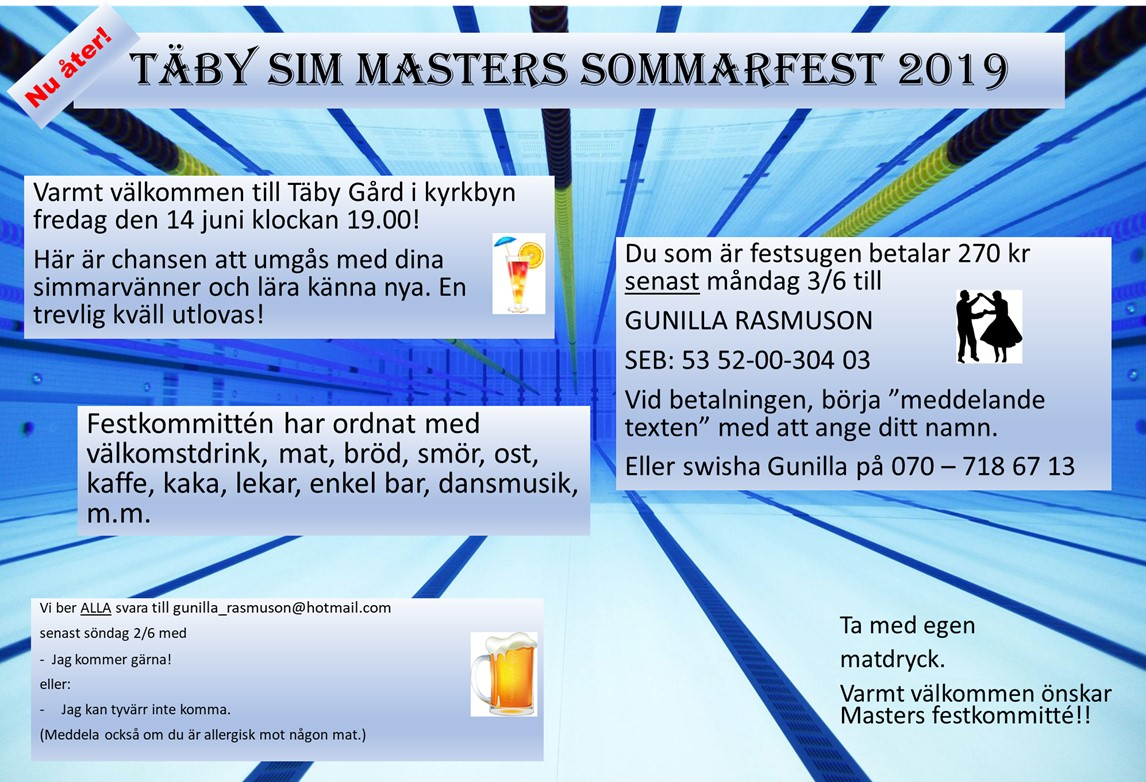 Nu åter!
TÄBY SIM MASTERS SOMMARFEST 2019
Varmt välkommen till Täby Gård i kyrkbyn
fredag den 14 juni klockan 19.00!
Här är chansen att umgås med dina
simmarvänner och lära känna nya. En
trevlig kväll utlovas!
Du som är festsugen betalar 270 kr
senast måndag 3/6 till
GUNILLA RASMUSON
SEB: 53 52-00-304 03
Vid betalningen, börja ”meddelande
texten” med att ange ditt namn.
Eller swisha Gunilla på 070 – 718 67 13
Festkommittén har ordnat med
välkomstdrink, mat, bröd, smör, ost,
kaffe, kaka, lekar, enkel bar, dansmusik,
m.m.
Vi ber ALLA svara till gunilla_rasmuson@hotmail.com
senast söndag 2/6 med
- Jag kommer gärna!
eller:
- Jag kan tyvärr inte komma.
(Meddela också om du är allergisk mot någon mat.)
Ta med egen
matdryck.
Varmt välkommen önskar
Masters festkommitté!!